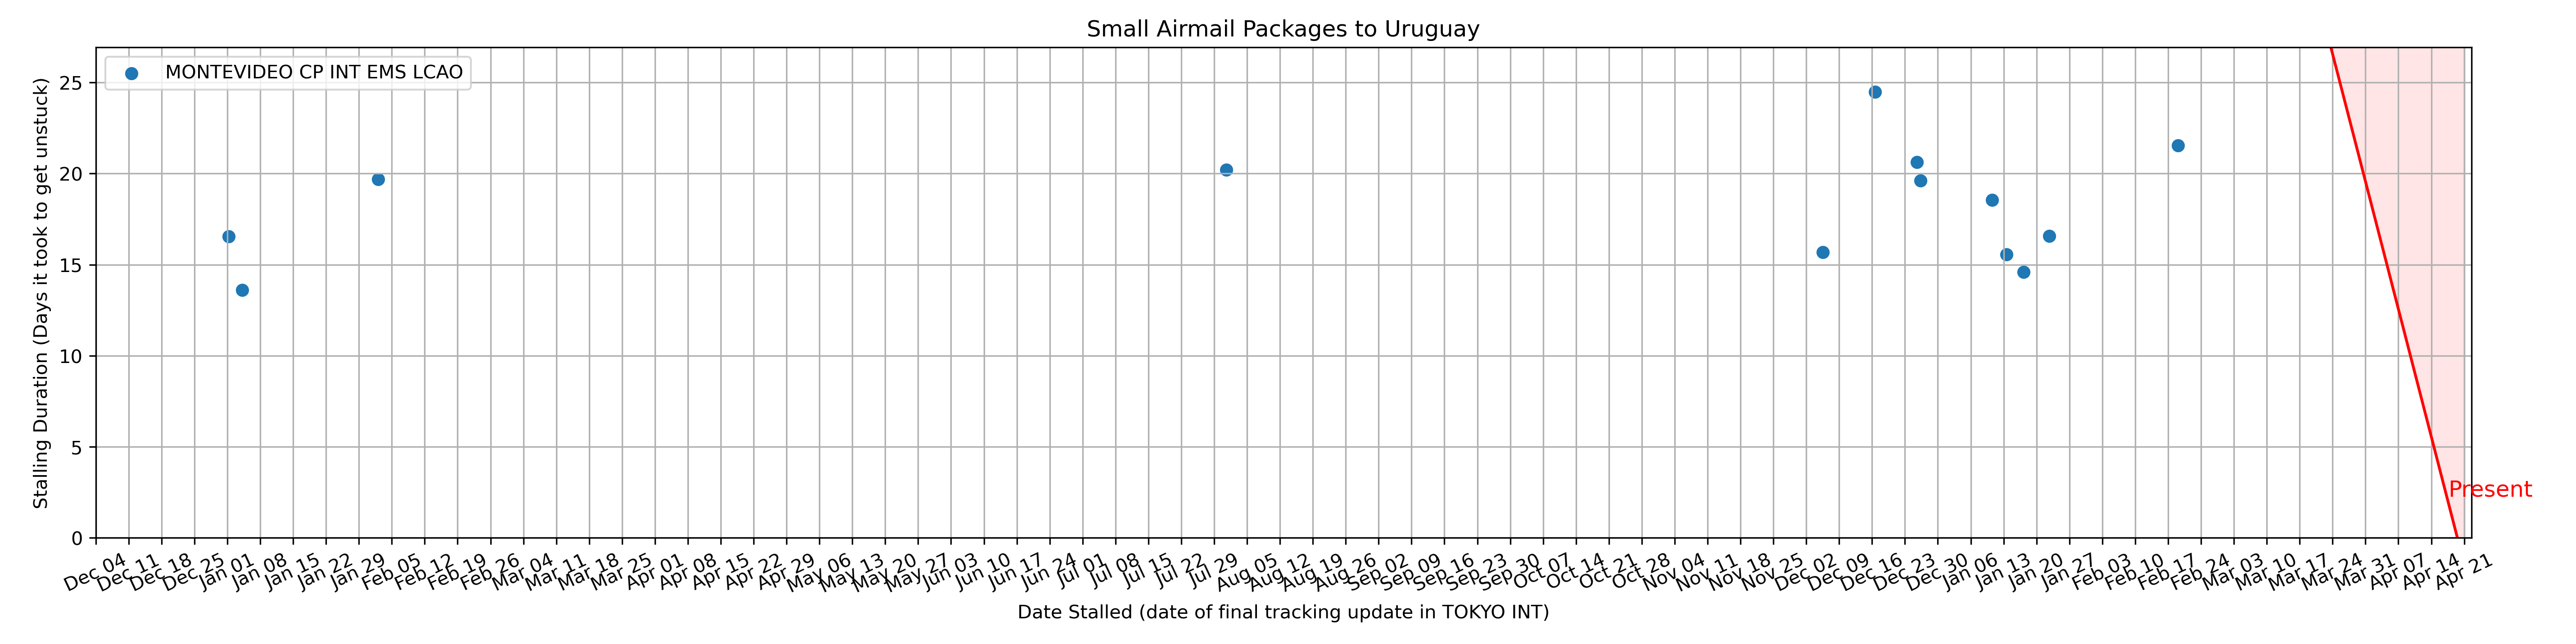 Small Airmail Packages to Uruguay
MONTEVIDEO CP INT EMS LCAO
Stalling Duration (Days it took to get unstuck)
25
20
15
10
5
0
Present
Dec 04 Dec 11 Dec 18 Dec 25 Jan 01 Jan 08 Jan 15 Jan 22 Jan 29 Feb 05 Feb 12 Feb 19 Feb 26 Mar 04 Mar 11 Mar 18 Mar 25 Apr 01 Apr 08 Apr 15 Apr 22 Apr 29 May 06 May 13 May 20 May 27 Jun 03 Jun 10 Jun 17 Jun 24 Jul 01 Jul 08 Jul 15 Jul 22 Jul 29 Aug 05 Aug 12 Aug 19 Aug 26 Sep 02 Sep 09 Sep 16 Sep 23 Sep 30 Oct 07 Oct 14 Oct 21 Oct 28 Nov 04 Nov 11 Nov 18 Nov 25 Dec 02 Dec 09 Dec 16 Dec 23 Dec 30 Jan 06 Jan 13 Jan 20 Jan 27 Feb 03 Feb 10 Feb 17 Feb 24 Mar 03 Mar 10 Mar 17 Mar 24 Mar 31 Apr 07 Apr 14 Apr 21
Date Stalled (date of final tracking update in TOKYO INT)